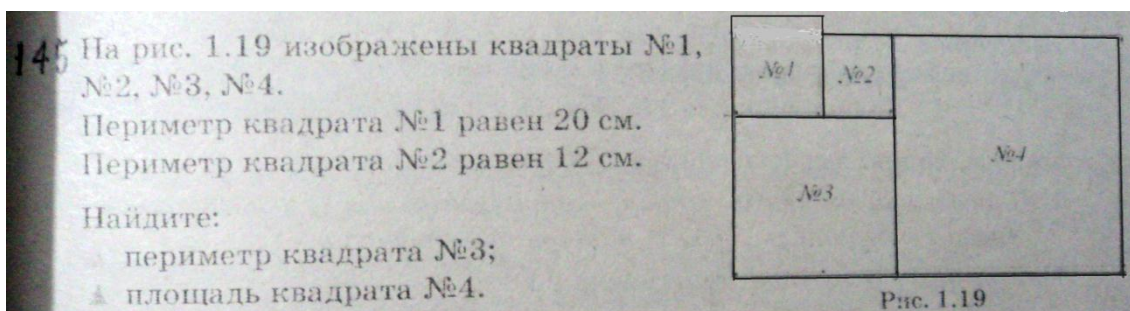 145 На рис. 1.19 изображены квадраты №1,
№2, №3, №4.
Периметр квадрата №1 равен 20 см.
Периметр квадрата №2 равен 12 см.
Найдите:
периметр квадрата №3;
площадь квадрата №4.
№1
№2
№3
№4
Рис. 1.19